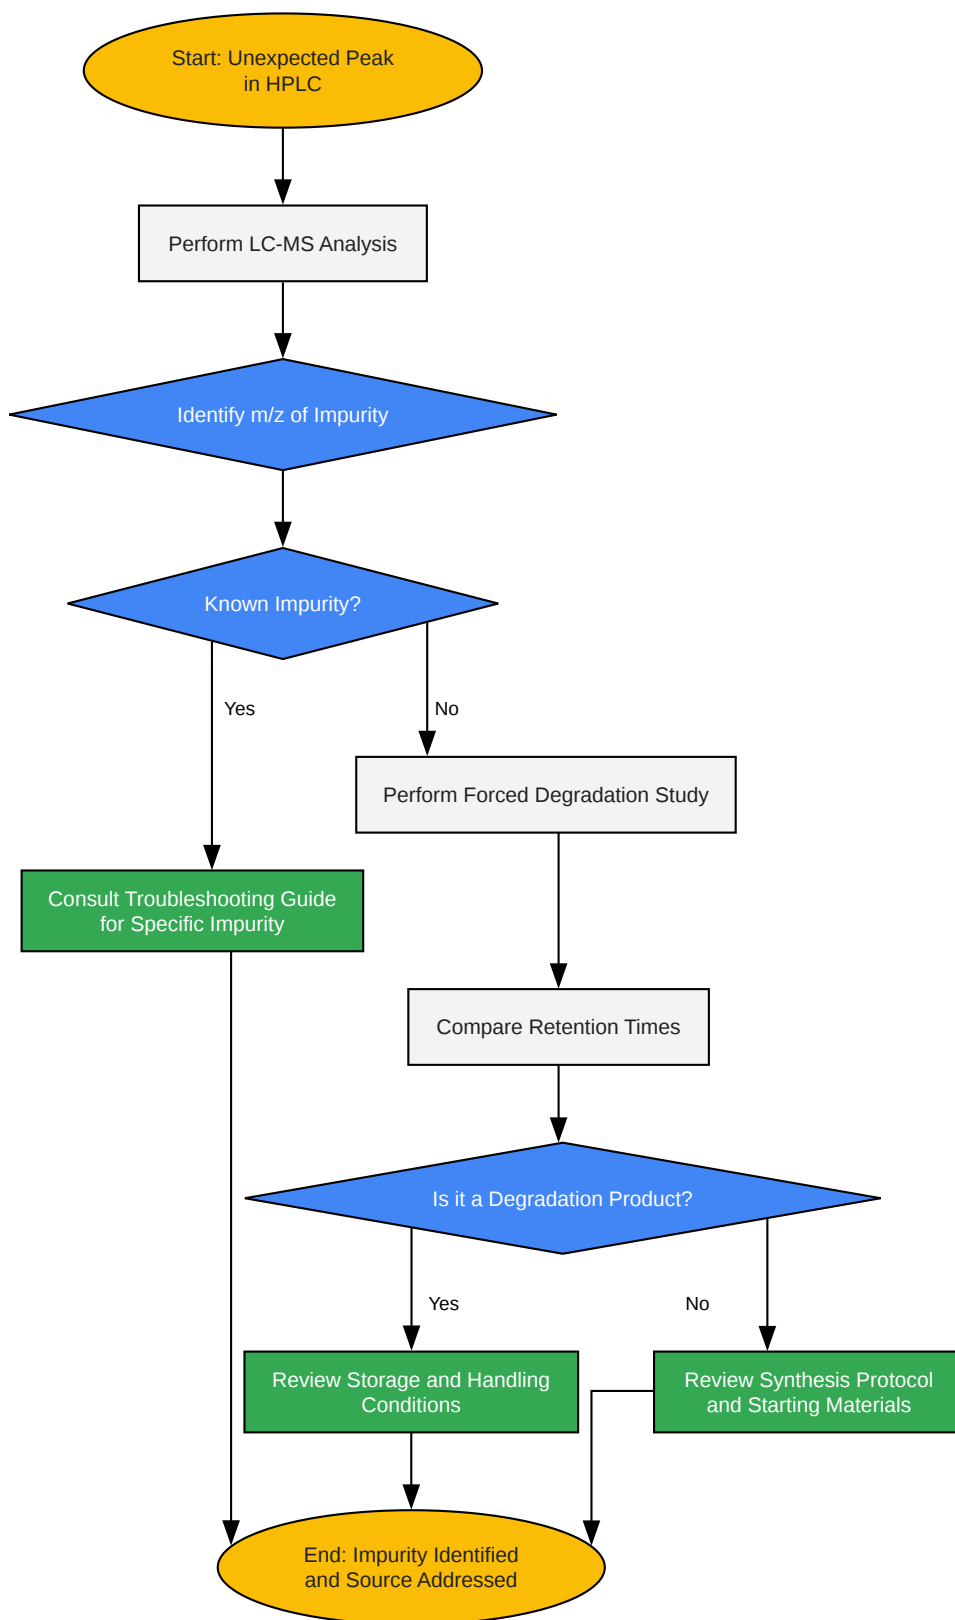 Start: Unexpected Peak
in HPLC
Perform LC-MS Analysis
Identify m/z of Impurity
Known Impurity?
Yes
No
Perform Forced Degradation Study
Consult Troubleshooting Guide
for Specific Impurity
Compare Retention Times
Is it a Degradation Product?
Yes
No
Review Storage and Handling
Conditions
Review Synthesis Protocol
and Starting Materials
End: Impurity Identified
and Source Addressed